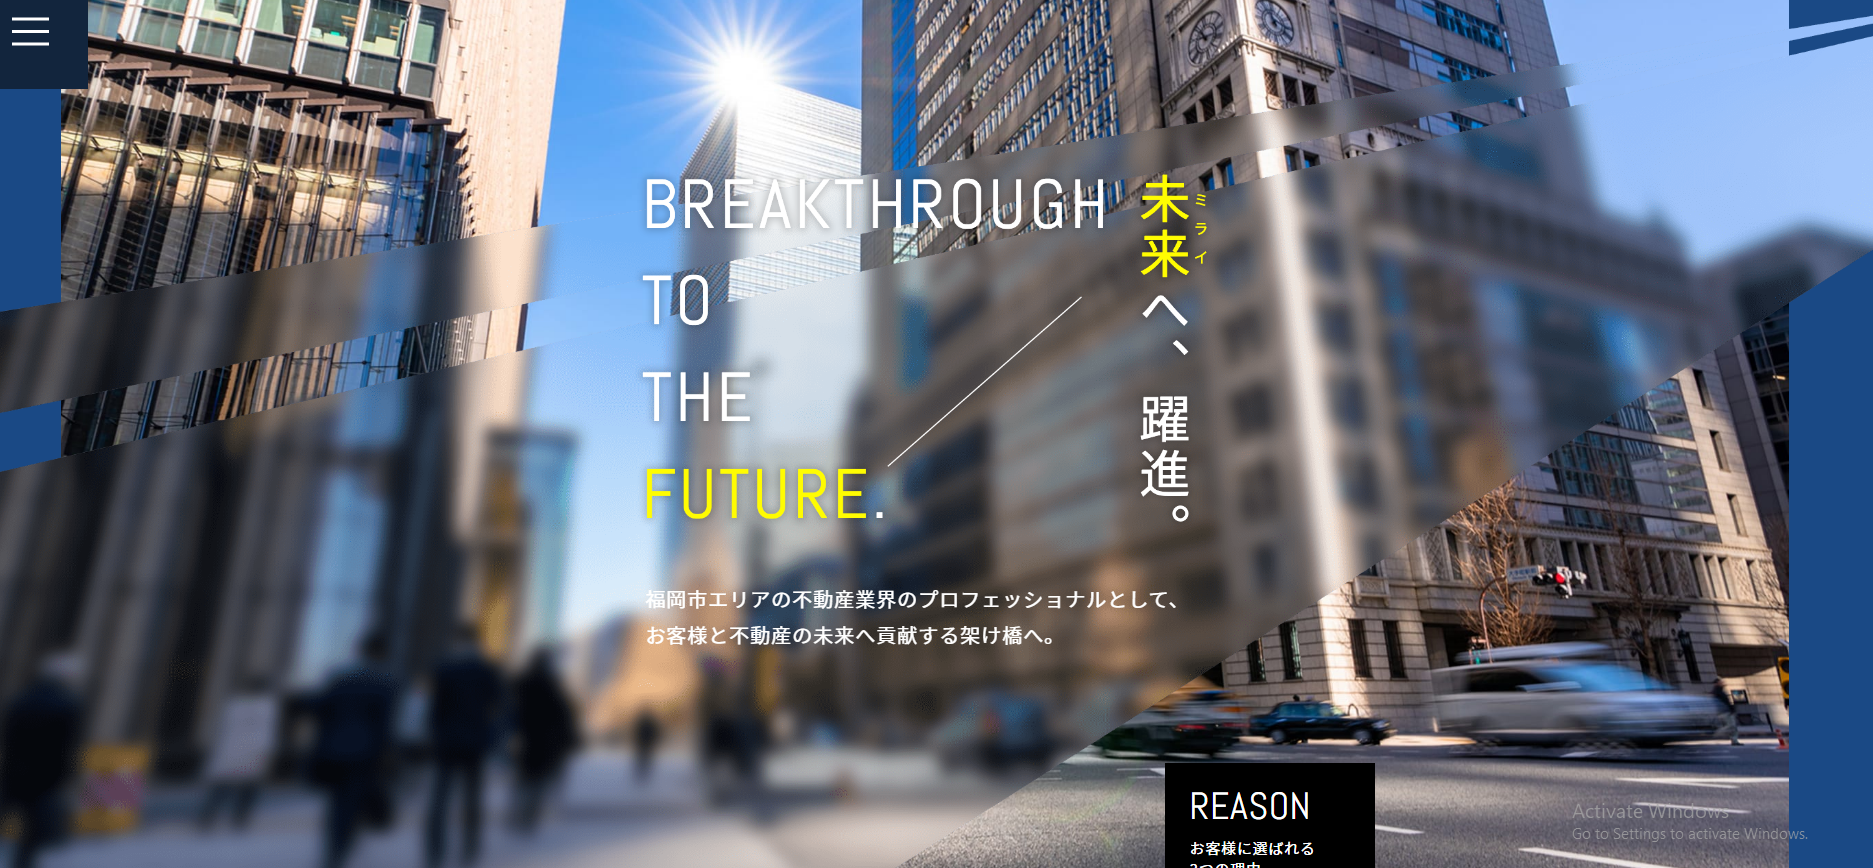 BREAKTHROUGH
TO
THE
FUTURE.
未来へ、躍進。
ミライ
福岡市エリアの不動産業界のプロフェッショナルとして、
お客様と不動産の未来へ貢献する架け橋へ。
REASON
お客様に選ばれる
Activate Windows
Go to Settings to activate Windows.